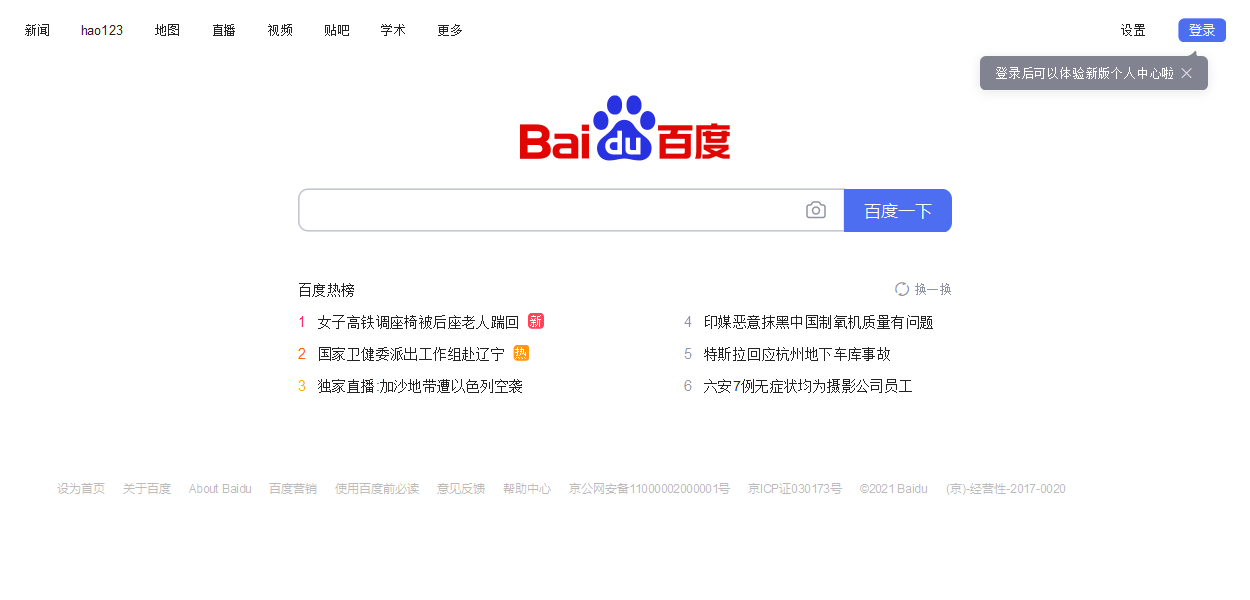 新闻 hao123 地图 直播 视频 贴吧 学术 更多 设置 登录
登录后可以体验新版个人中心啦
Bai du 百度
百度一下
百度热榜 换一换
1 女子高铁调座椅被后座老人踹回 新
2 国家卫健委派出工作组赴辽宁 热
3 独家直播:加沙地带遭以色列空袭
4 印媒恶意抹黑中国制氧机质量有问题
5 特斯拉回应杭州地下车库事故
6 六安7例无症状均为摄影公司员工
设为首页 关于百度 About Baidu 百度营销 使用百度前必读 意见反馈 帮助中心 京公网安备11000002000001号 京ICP证030173号 ©2021 Baidu (京)-经营性-2017-0020